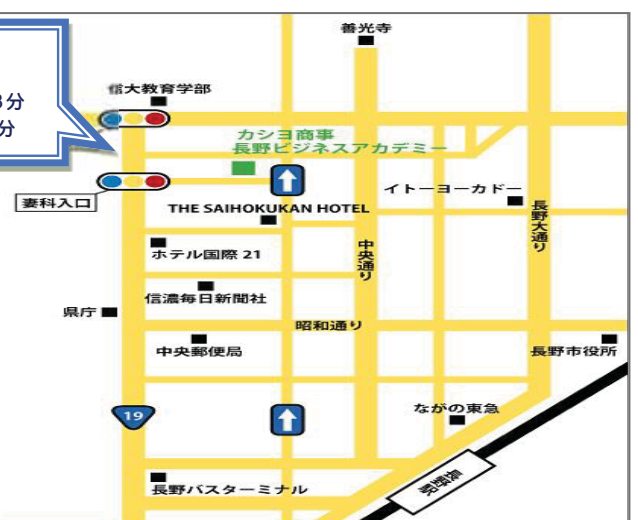 善光寺
3分
分
信大教育学部
カシヨ商事
長野ビジネスアカデミー
妻科入口
イトーヨーカドー
THE SAIHOKUKAN HOTEL
長野大通り
中央通り
ホテル国際21
信濃毎日新聞社
県庁
昭和通り
中央郵便局
長野市役所
19
ながの東急
長野駅
長野バスターミナル